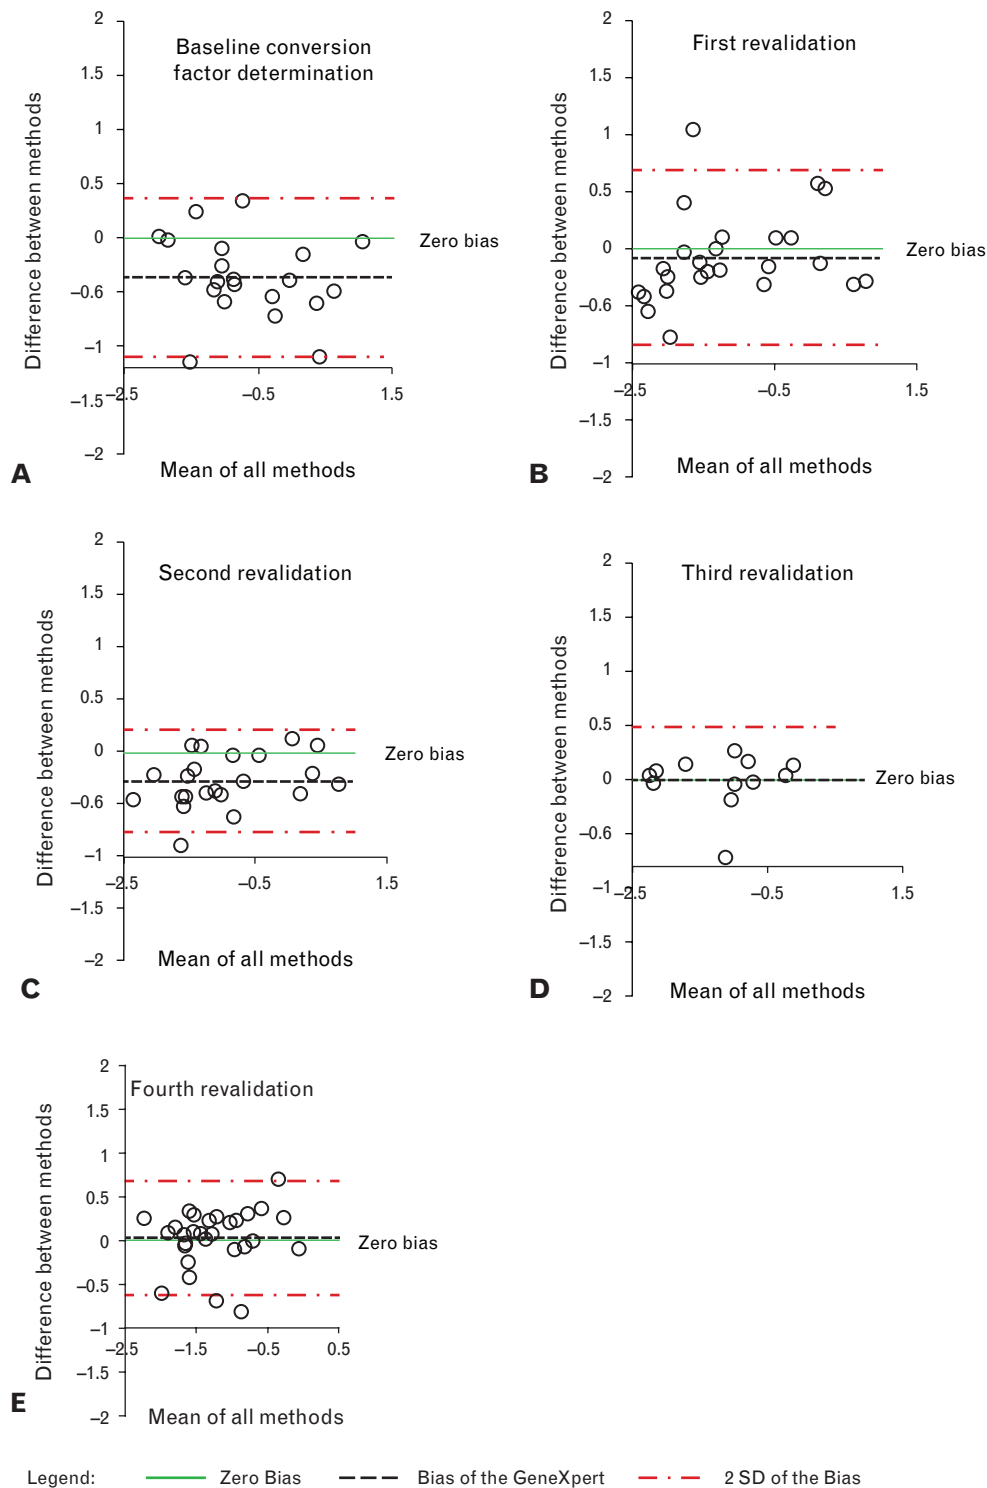 Baseline conversion
factor determination
Difference between methods
2
1.5
1
0.5
0
−0.6
−1
−1.5
−2
−2.5
−0.5
1.5
Zero bias
Mean of all methods
A
First revalidation
Difference between methods
2
1.5
1
0.5
0
−0.6
−1
−1.5
−2
−2.5
−0.5
1.5
Zero bias
Mean of all methods
B
Second revalidation
Difference between methods
2
1.5
1
0.5
0
−0.6
−1
−1.5
−2
−2.5
−0.5
1.5
Zero bias
Mean of all methods
C
Third revalidation
Difference between methods
2
1.5
1
0.5
0
−0.6
−1
−1.5
−2
−2.5
−0.5
1.5
Zero bias
Mean of all methods
D
Fourth revalidation
Difference between methods
2
1.5
1
0.5
0
−0.5
−1
−1.5
−2
−2.5
−1.5
−0.5
0.5
Zero bias
Mean of all methods
E
Legend: Zero Bias Bias of the GeneXpert 2 SD of the Bias